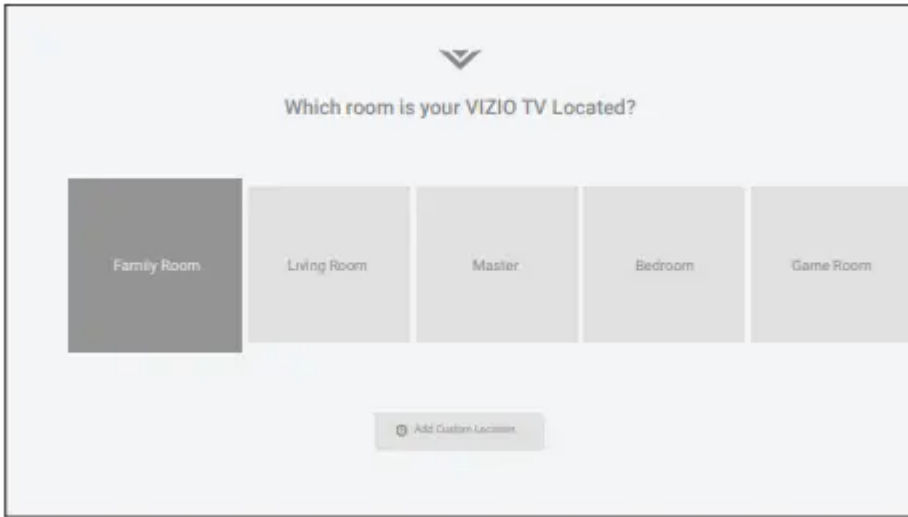 Which room is your VIZIO TV Located?
Family Room
Living Room
Master
Bedroom
Game Room
Add Custom Location